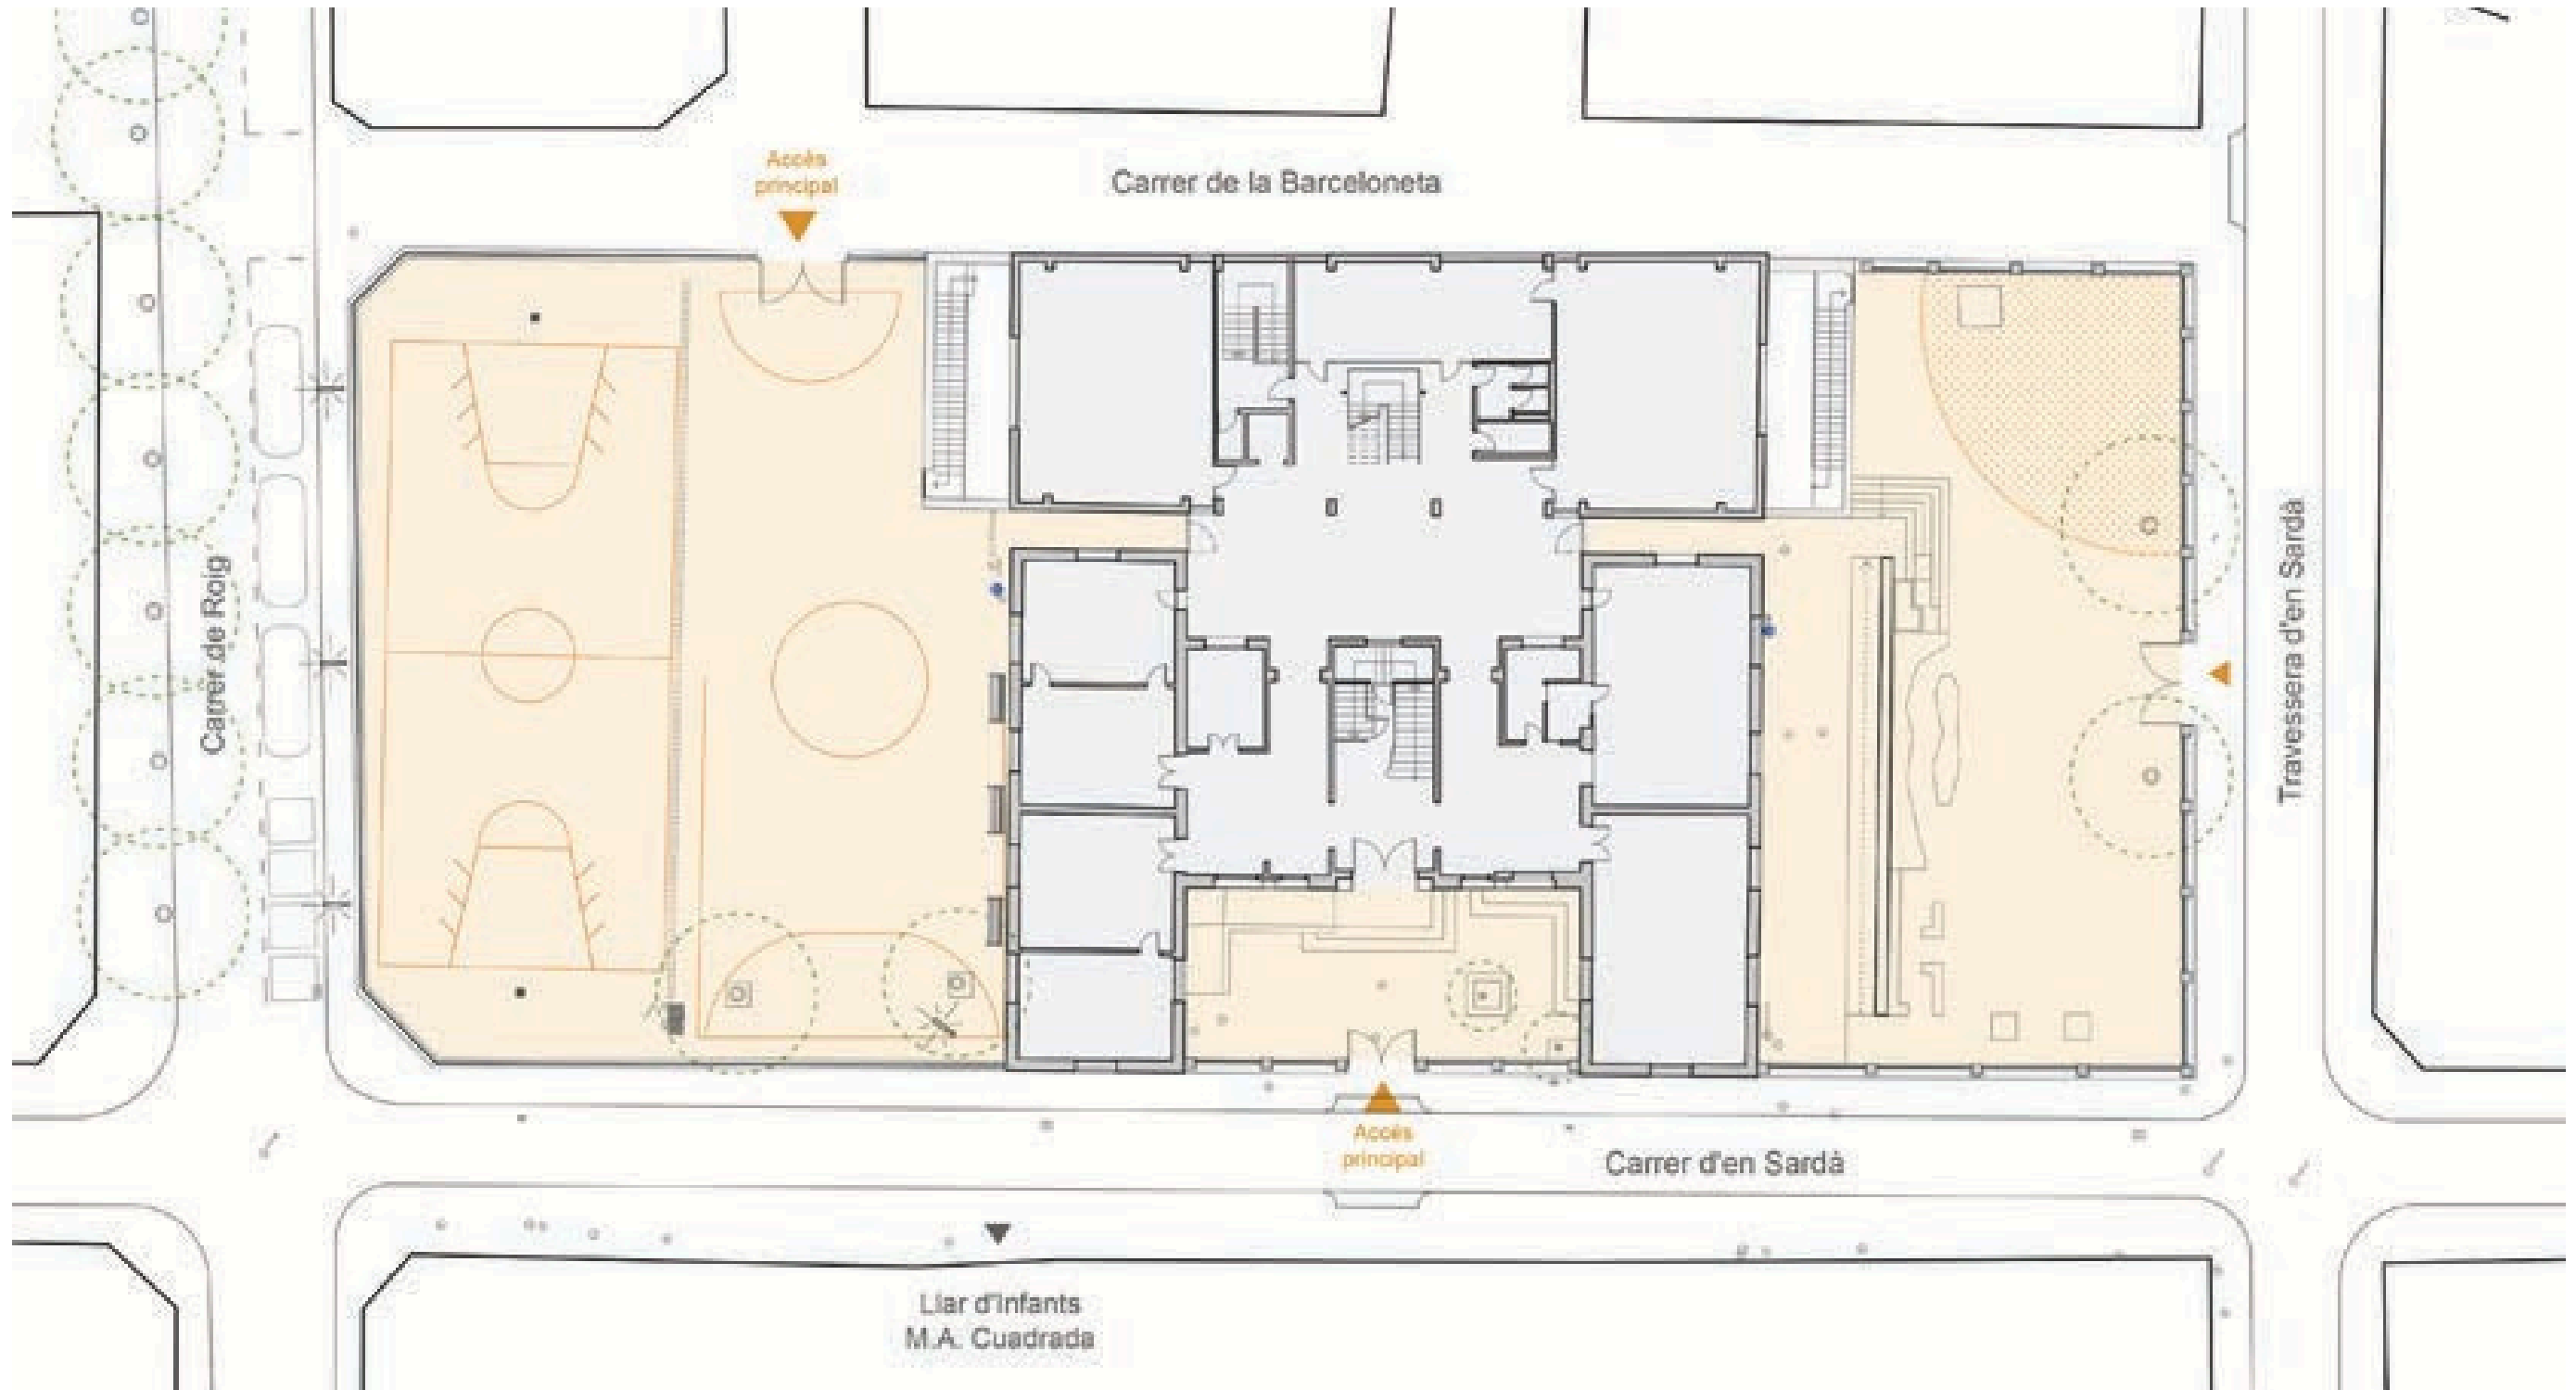 Accés
principal
Carrer de la Barceloneta
Carrer de Roig
Travessera d'en Sardà
Accés
principal
Carrer d'en Sardà
Llar d'Infants
M.A. Cuadrada